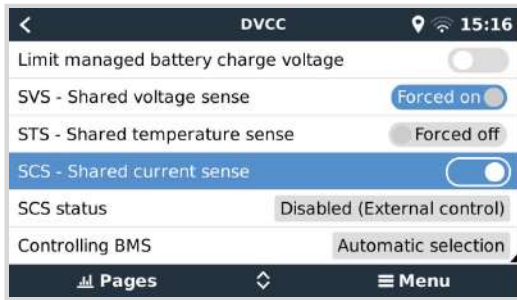 DVCC 15:16
Limit managed battery charge voltage
SVS - Shared voltage sense Forced on
STS - Shared temperature sense Forced off
SCS - Shared current sense
SCS status Disabled (External control)
Controlling BMS Automatic selection
Pages Menu